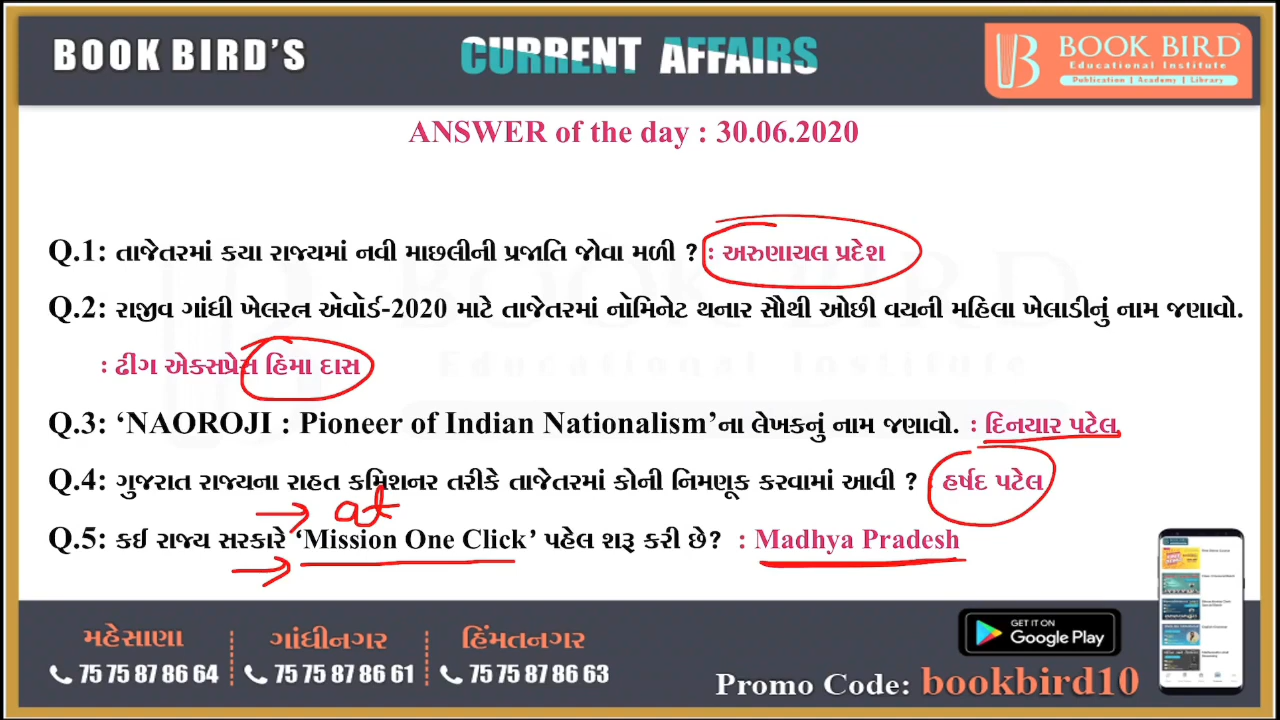 BOOK BIRD'S
CURRENT AFFAIRS
BOOK BIRD
Educational Institute
Publication | Academy | Library
ANSWER of the day : 30.06.2020
Q.1: તાજેતરમાં કયા રાજ્યમાં નવી માછલીની પ્રજાતિ જોવા મળી ? : અરુણાચલ પ્રદેશ
Q.2: રાજીવ ગાંધી ખેલરત્ન એવોર્ડ-2020 માટે તાજેતરમાં નોમિનેટ થનાર સૌથી ઓછી વયની મહિલા ખેલાડીનું નામ જણાવો.
: ઢીંગ એક્સપ્રેસ હિમા દાસ
Q.3: ‘NAOROJI : Pioneer of Indian Nationalism’ના લેખકનું નામ જણાવો. : દિનયાર પટેલ
Q.4: ગુજરાત રાજ્યના રાહત કમિશનર તરીકે તાજેતરમાં કોની નિમણૂક કરવામાં આવી ? હર્ષદ પટેલ
Q.5: કઈ રાજ્ય સરકારે ‘Mission One Click’ પહેલ શરૂ કરી છે? : Madhya Pradesh
મહેસાણા
75 75 87 86 64
ગાંધીનગર
75 75 87 86 61
હિંમતનગર
75 75 87 86 63
GET IT ON
Google Play
Promo Code: bookbird10